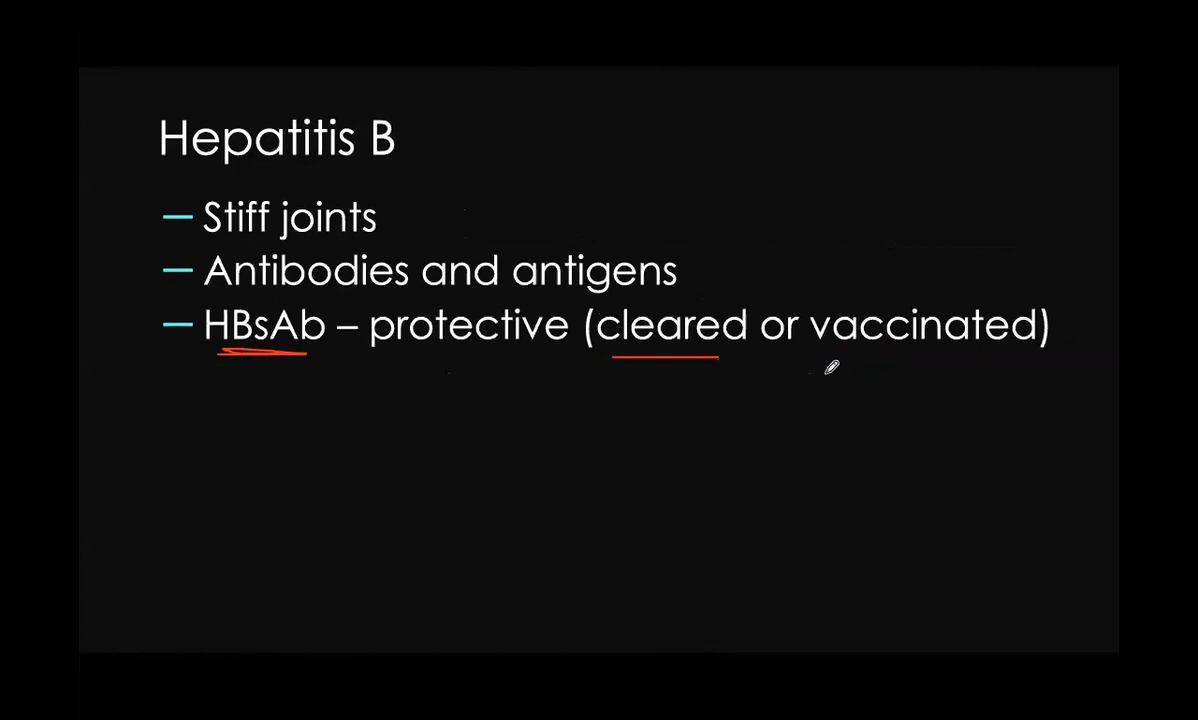 Hepatitis B
— Stiff joints
— Antibodies and antigens
— HBsAb – protective (cleared or vaccinated)